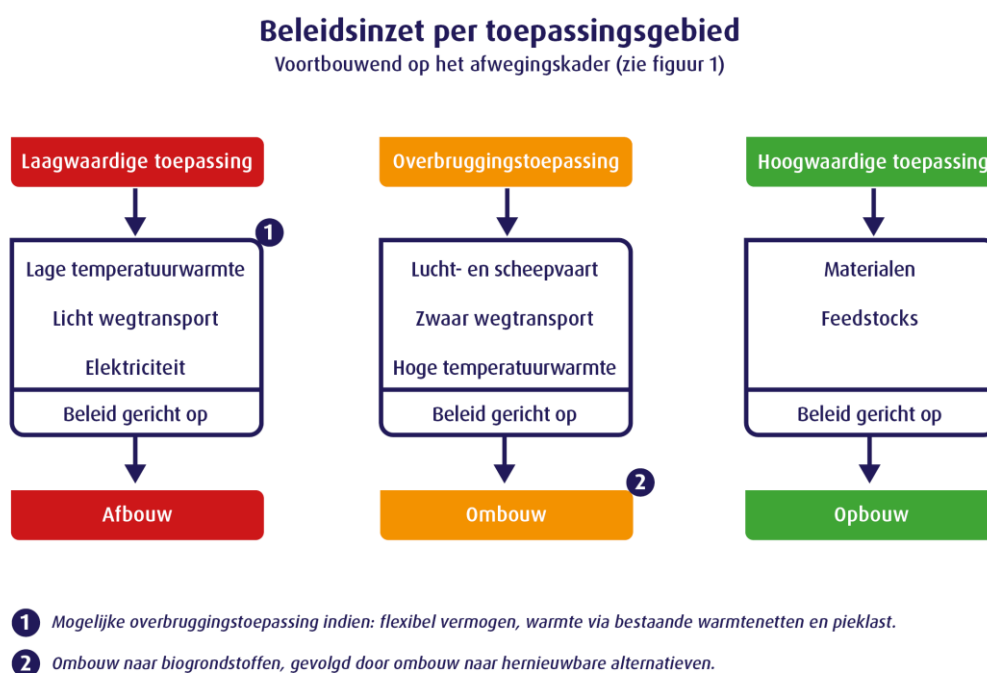 Beleidsinzet per toepassingsgebied
Voortbouwend op het afwegingskader (zie figuur 1)
Laagwaardige toepassing
1
Lage temperatuurwarmte
Licht wegtransport
Elektriciteit
Beleid gericht op
Afbouw
Overbruggingstoepassing
Lucht- en scheepvaart
Zwaar wegtransport
Hoge temperatuurwarmte
Beleid gericht op
2
Ombouw
Hoogwaardige toepassing
Materialen
Feedstocks
Beleid gericht op
Opbouw
1 Mogelijke overbruggingstoepassing indien: flexibel vermogen, warmte via bestaande warmtenetten en pieklast.
2 Ombouw naar biogrondstoffen, gevolgd door ombouw naar hernieuwbare alternatieven.